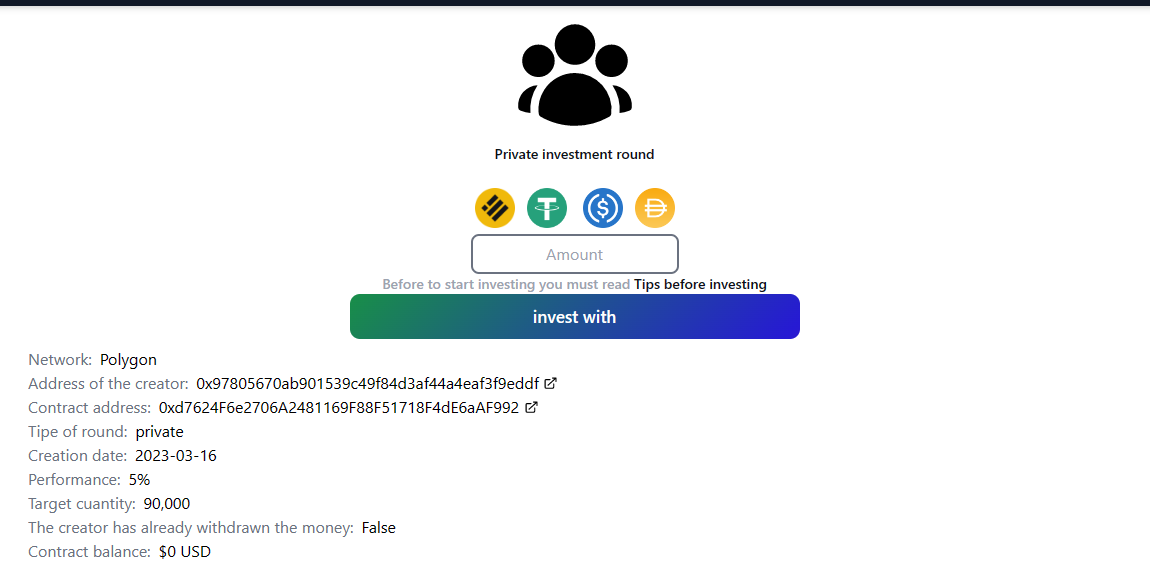 Private investment round
Amount
Before to start investing you must read Tips before investing
invest with
Network: Polygon
Address of the creator: 0x97805670ab901539c49f84d3af44a4eaf3f9eddf
Contract address: 0xd7624F6e2706A2481169F88F51718F4dE6aAF992
Tipe of round: private
Creation date: 2023-03-16
Performance: 5%
Target cuantity: 90,000
The creator has already withdrawn the money: False
Contract balance: $0 USD